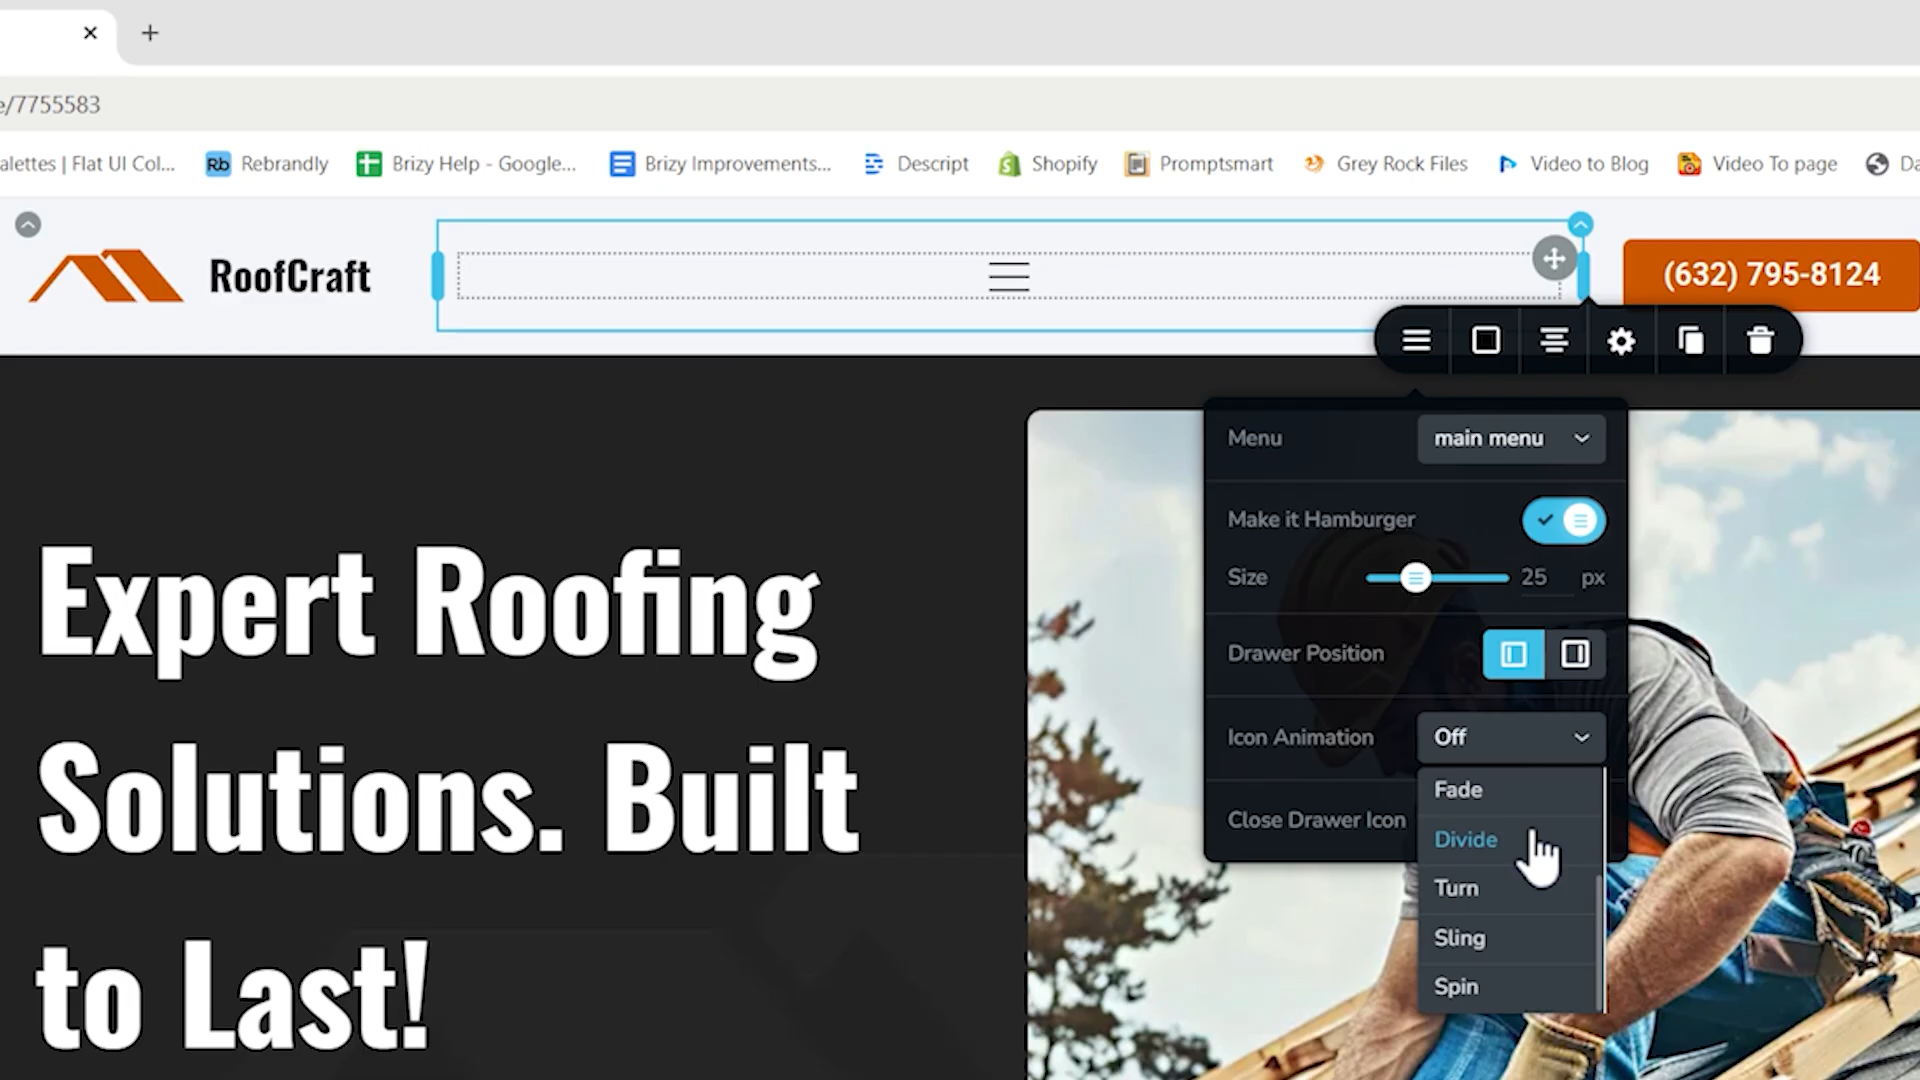 e/7755583
alettes | Flat UI Col...
Rb
Rebrandly
Brizy Help - Google...
Brizy Improvements...
Descript
Shopify
Promptsmart
Grey Rock Files
Video to Blog
Video To page
Da
RoofCraft
(632) 795-8124
Menu
main menu
Make it Hamburger
Size
25
px
Drawer Position
Icon Animation
Off
Fade
Close Drawer Icon
Divide
Turn
Sling
Spin
Expert Roofing
Solutions. Built
to Last!